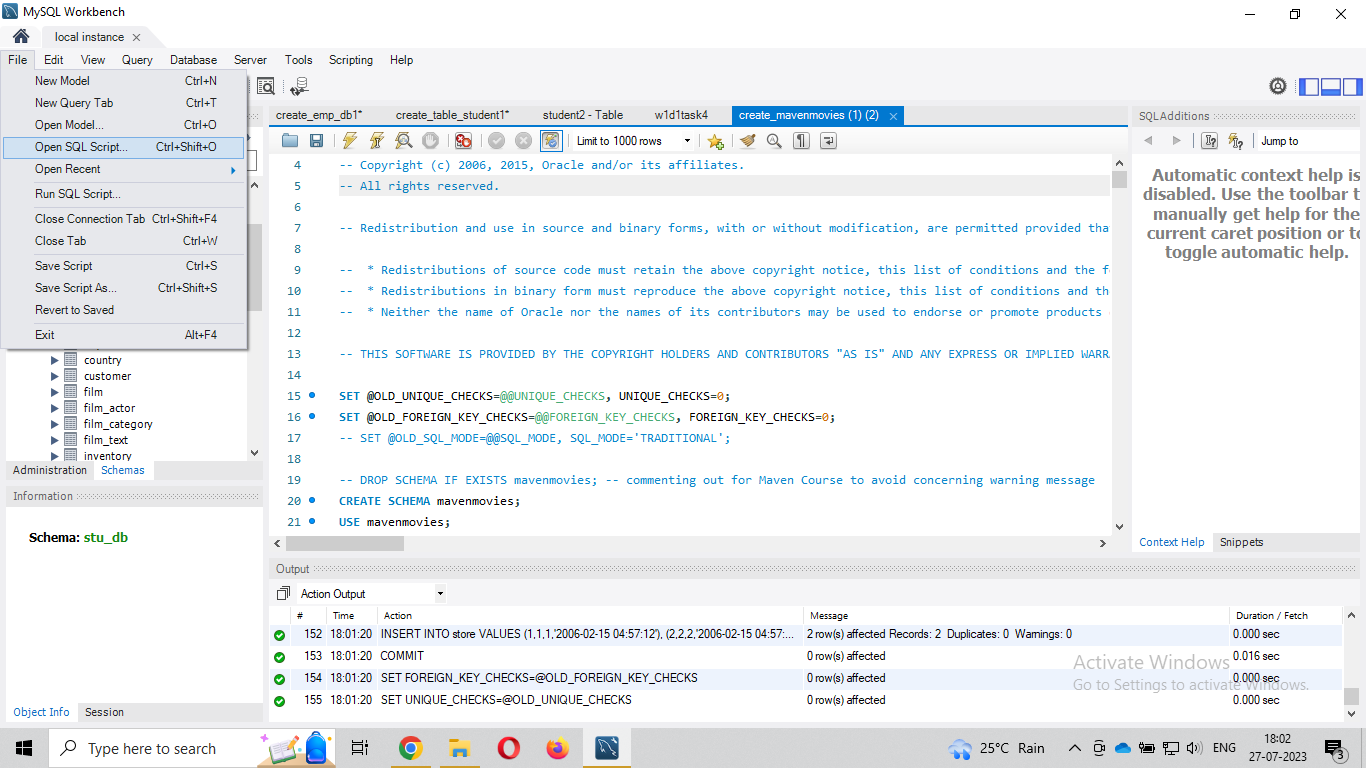 MySQL Workbench
local instance
File Edit View Query Database Server Tools Scripting Help
New Model Ctrl+N
New Query Tab Ctrl+T
Open Model... Ctrl+O
Open SQL Script... Ctrl+Shift+O
Open Recent
Run SQL Script...
Close Connection Tab Ctrl+Shift+F4
Close Tab Ctrl+W
Save Script Ctrl+S
Save Script As... Ctrl+Shift+S
Revert to Saved
Exit Alt+F4
country
customer
film
film_actor
film_category
film_text
inventory
Administration Schemas
Information
Schema: stu_db
Object Info Session
create_emp_db1* create_table_student1* student2 - Table w1d1task4 create_mavenmovies (1) (2)
Limit to 1000 rows
4 -- Copyright (c) 2006, 2015, Oracle and/or its affiliates.
5 -- All rights reserved.
6
7 -- Redistribution and use in source and binary forms, with or without modification, are permitted provided tha
8
9 -- * Redistributions of source code must retain the above copyright notice, this list of conditions and the f
10 -- * Redistributions in binary form must reproduce the above copyright notice, this list of conditions and th
11 -- * Neither the name of Oracle nor the names of its contributors may be used to endorse or promote products
12
13 -- THIS SOFTWARE IS PROVIDED BY THE COPYRIGHT HOLDERS AND CONTRIBUTORS "AS IS" AND ANY EXPRESS OR IMPLIED WARR
14
15 SET @OLD_UNIQUE_CHECKS=@@UNIQUE_CHECKS, UNIQUE_CHECKS=0;
16 SET @OLD_FOREIGN_KEY_CHECKS=@@FOREIGN_KEY_CHECKS, FOREIGN_KEY_CHECKS=0;
17 -- SET @OLD_SQL_MODE=@@SQL_MODE, SQL_MODE='TRADITIONAL';
18
19 -- DROP SCHEMA IF EXISTS mavenmovies; -- commenting out for Maven Course to avoid concerning warning message
20 CREATE SCHEMA mavenmovies;
21 USE mavenmovies;
SQLAdditions
Jump to
Automatic context help is
disabled. Use the toolbar t
manually get help for the
current caret position or to
toggle automatic help.
Context Help Snippets
Output
Action Output
# Time Action Message Duration / Fetch
152 18:01:20 INSERT INTO store VALUES (1,1,1,'2006-02-15 04:57:12'), (2,2,2,'2006-02-15 04:57:... 2 row(s) affected Records: 2 Duplicates: 0 Warnings: 0 0.000 sec
153 18:01:20 COMMIT 0 row(s) affected 0.016 sec
154 18:01:20 SET FOREIGN_KEY_CHECKS=@OLD_FOREIGN_KEY_CHECKS 0 row(s) affected 0.000 sec
155 18:01:20 SET UNIQUE_CHECKS=@OLD_UNIQUE_CHECKS 0 row(s) affected 0.000 sec
Activate Windows
Go to Settings to activate Windows.
Type here to search
25°C Rain
ENG
18:02
27-07-2023
3